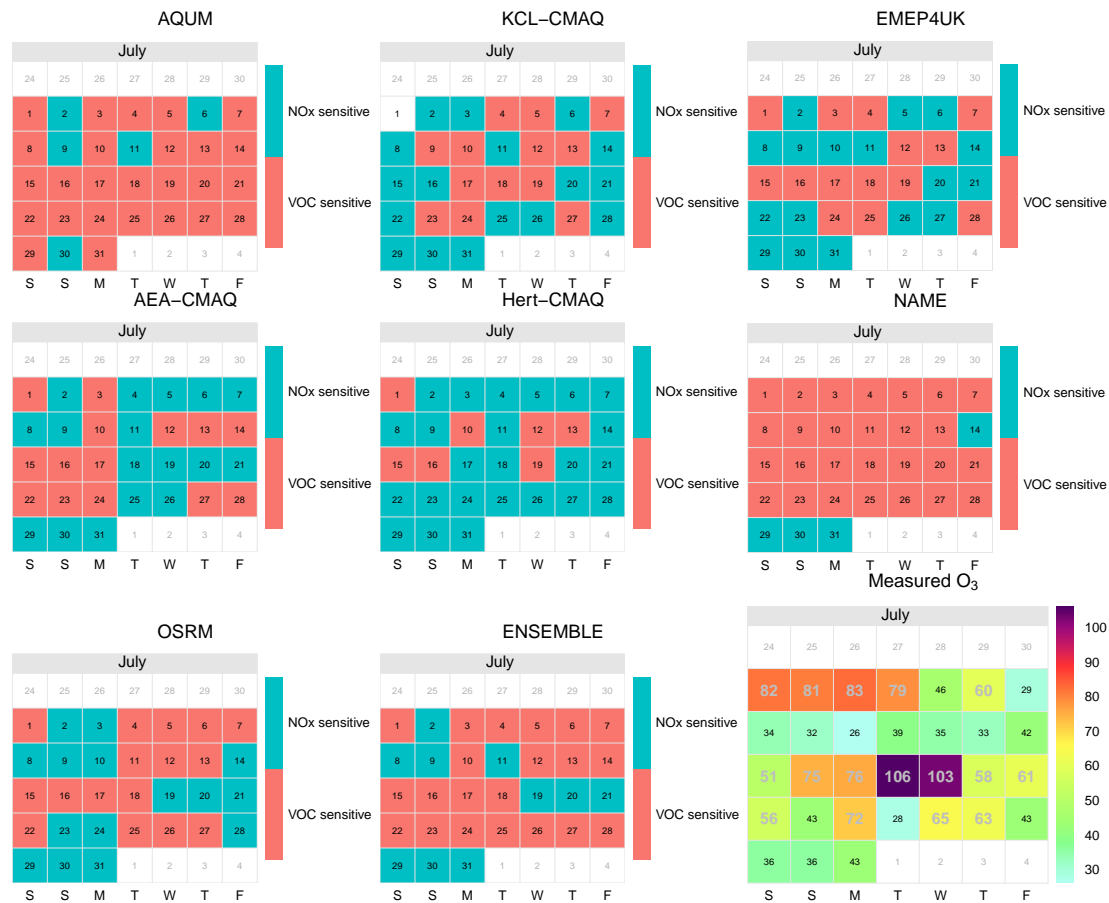 AQUM
July
24 25 26 27 28 29 30
1 2 3 4 5 6 7
8 9 10 11 12 13 14
15 16 17 18 19 20 21
22 23 24 25 26 27 28
29 30 31 1 2 3 4
S S M T W T F
NOx sensitive
VOC sensitive
KCL−CMAQ
July
24 25 26 27 28 29 30
1 2 3 4 5 6 7
8 9 10 11 12 13 14
15 16 17 18 19 20 21
22 23 24 25 26 27 28
29 30 31 1 2 3 4
S S M T W T F
NOx sensitive
VOC sensitive
EMEP4UK
July
24 25 26 27 28 29 30
1 2 3 4 5 6 7
8 9 10 11 12 13 14
15 16 17 18 19 20 21
22 23 24 25 26 27 28
29 30 31 1 2 3 4
S S M T W T F
NOx sensitive
VOC sensitive
AEA−CMAQ
July
24 25 26 27 28 29 30
1 2 3 4 5 6 7
8 9 10 11 12 13 14
15 16 17 18 19 20 21
22 23 24 25 26 27 28
29 30 31 1 2 3 4
S S M T W T F
NOx sensitive
VOC sensitive
Hert−CMAQ
July
24 25 26 27 28 29 30
1 2 3 4 5 6 7
8 9 10 11 12 13 14
15 16 17 18 19 20 21
22 23 24 25 26 27 28
29 30 31 1 2 3 4
S S M T W T F
NOx sensitive
VOC sensitive
NAME
July
24 25 26 27 28 29 30
1 2 3 4 5 6 7
8 9 10 11 12 13 14
15 16 17 18 19 20 21
22 23 24 25 26 27 28
29 30 31 1 2 3 4
S S M T W T F
NOx sensitive
VOC sensitive
OSRM
July
24 25 26 27 28 29 30
1 2 3 4 5 6 7
8 9 10 11 12 13 14
15 16 17 18 19 20 21
22 23 24 25 26 27 28
29 30 31 1 2 3 4
S S M T W T F
NOx sensitive
VOC sensitive
ENSEMBLE
July
24 25 26 27 28 29 30
1 2 3 4 5 6 7
8 9 10 11 12 13 14
15 16 17 18 19 20 21
22 23 24 25 26 27 28
29 30 31 1 2 3 4
S S M T W T F
NOx sensitive
VOC sensitive
Measured O₃
July
24 25 26 27 28 29 30
82 81 83 79 46 60 29
34 32 26 39 35 33 42
51 75 76 106 103 58 61
56 43 72 28 65 63 43
36 36 43 1 2 3 4
S S M T W T F
100
90
80
70
60
50
40
30